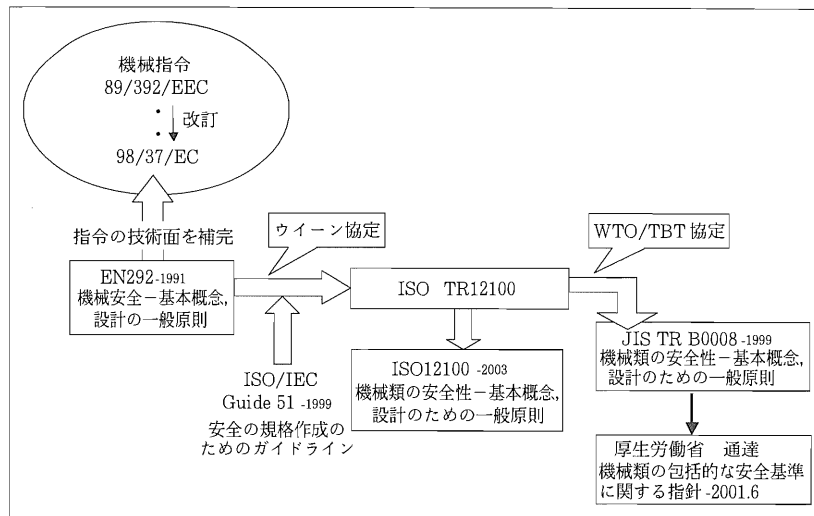 機械指令
89/392/EEC
改訂
98/37/EC
指令の技術面を補完
ウイーン協定
WTO/TBT協定
EN292-1991
機械安全－基本概念,
設計の一般原則
ISO TR12100
ISO/IEC
Guide 51 -1999
安全の規格作成の
ためのガイドライン
ISO12100 -2003
機械類の安全性－基本概念,
設計のための一般原則
JIS TR B0008 -1999
機械類の安全性－基本概念,
設計のための一般原則
厚生労働省 通達
機械類の包括的な安全基準
に関する指針 -2001.6